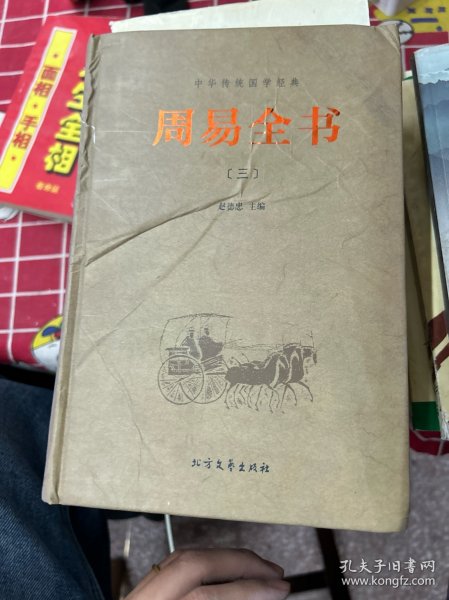 中华传统国学经典
周易全书
〔三〕
赵德忠 主编
北方文艺出版社
面相·手相
全相
孔夫子旧书网
www.kongfz.com